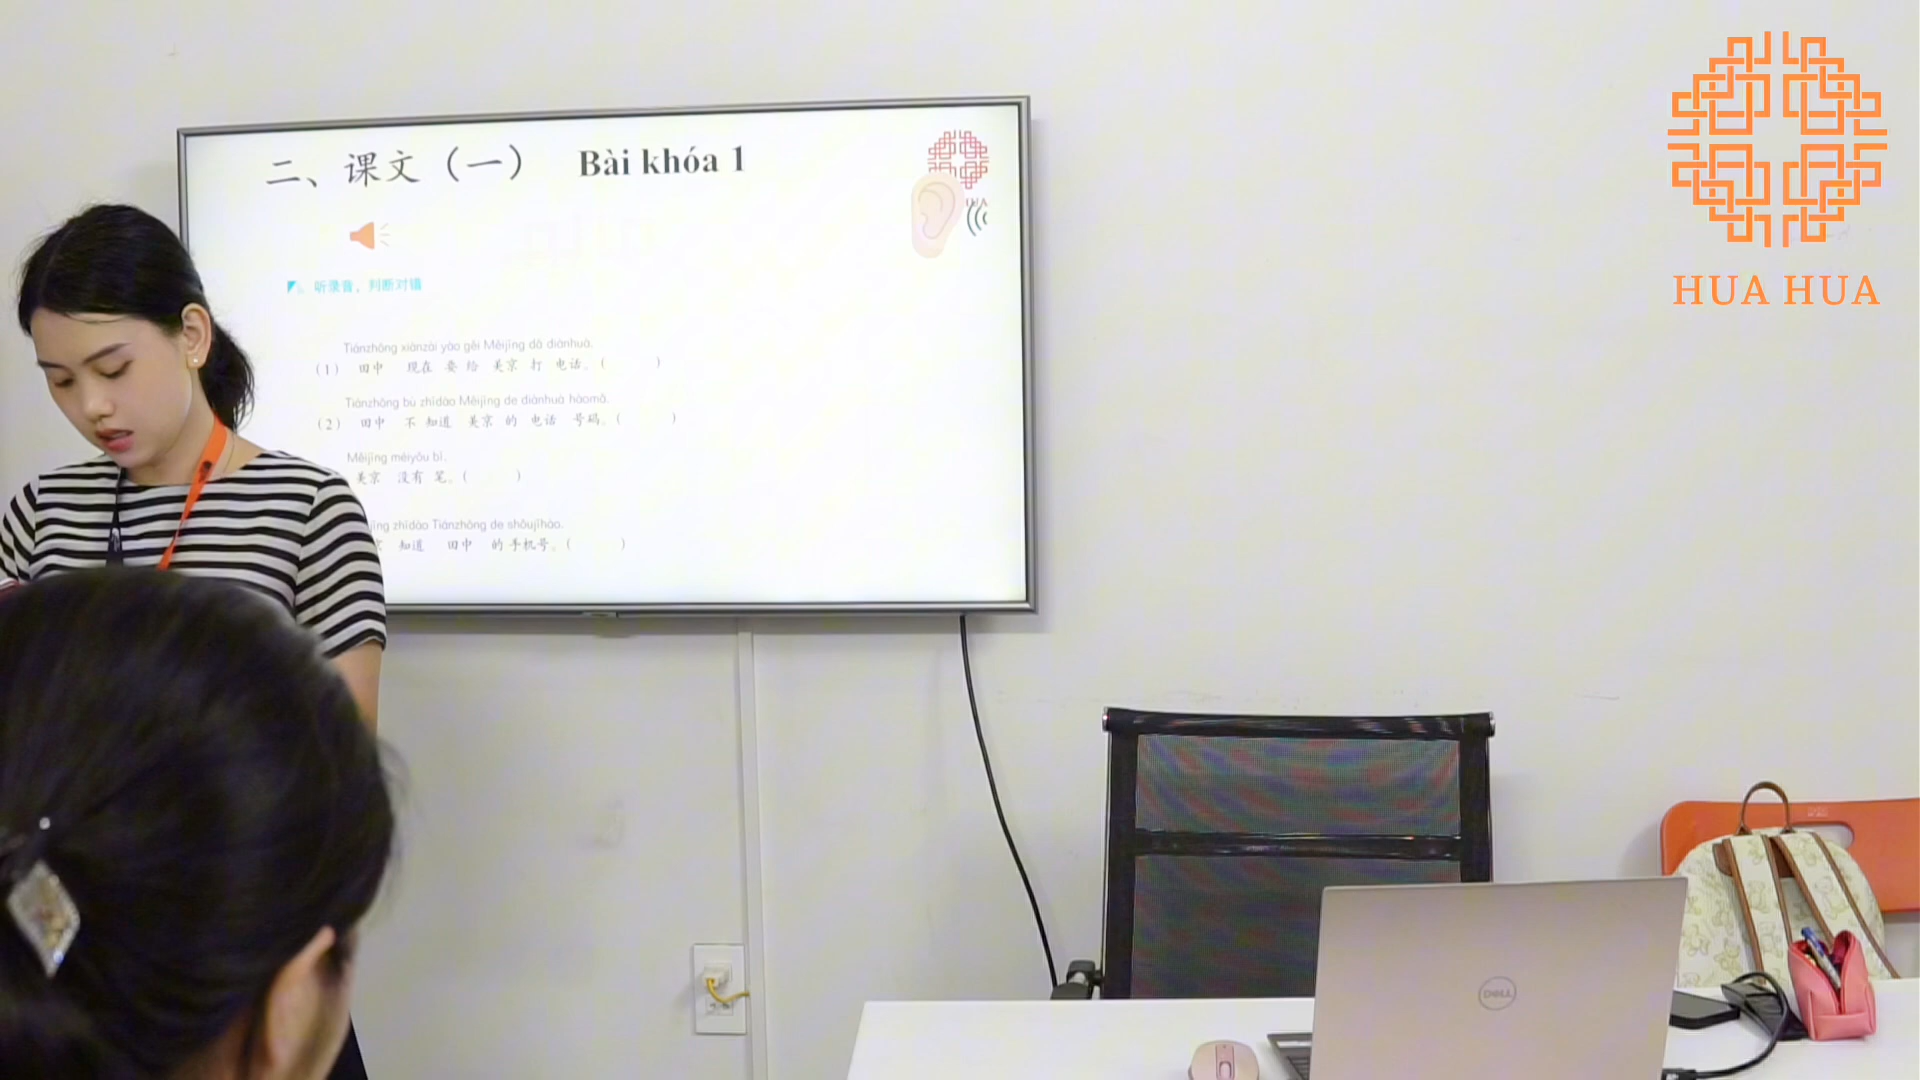 二、课文（一） Bài khóa 1
听录音，判断对错
Tiánzhōng xiànzài yào gěi Měijīng dǎ diànhuà.
（1） 田中 现在 要 给 美京 打 电话。（ ）
Tiánzhōng bù zhīdào Měijīng de diànhuà hàomǎ.
（2） 田中 不 知道 美京 的 电话 号码。（ ）
Měijīng méiyǒu bǐ.
美京 没有 笔。（ ）
jīng zhīdào Tiánzhōng de shǒujīhào.
京 知道 田中 的 手机号。（ ）
HUA HUA
DELL